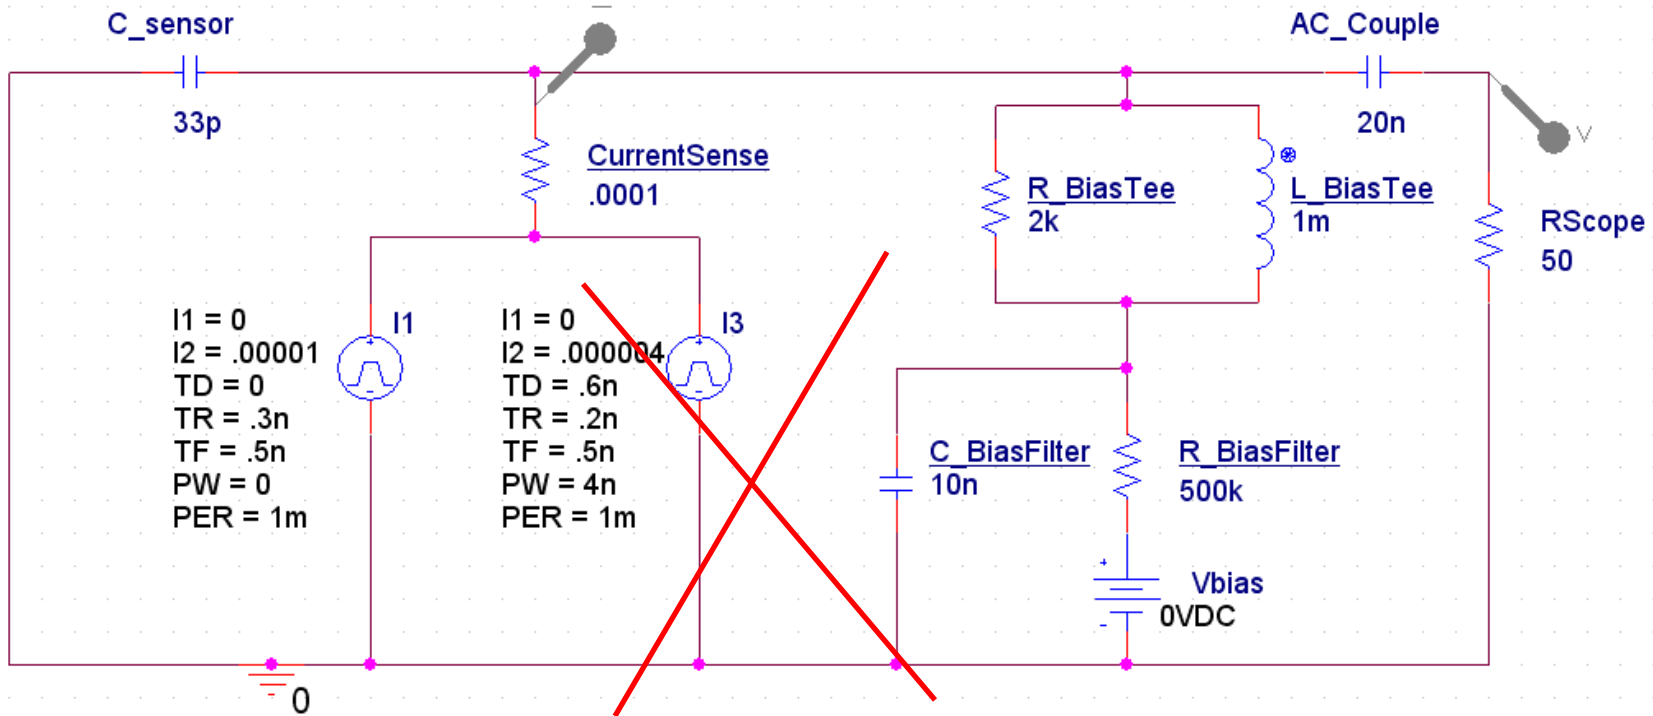 C_sensor
33p
CurrentSense
.0001
I1 = 0
I2 = .00001
TD = 0
TR = .3n
TF = .5n
PW = 0
PER = 1m
I1
I1 = 0
I2 = .000004
TD = .6n
TR = .2n
TF = .5n
PW = 4n
PER = 1m
I3
AC_Couple
20n
V
R_BiasTee
2k
L_BiasTee
1m
RScope
50
C_BiasFilter
10n
R_BiasFilter
500k
+
-
Vbias
0VDC
0